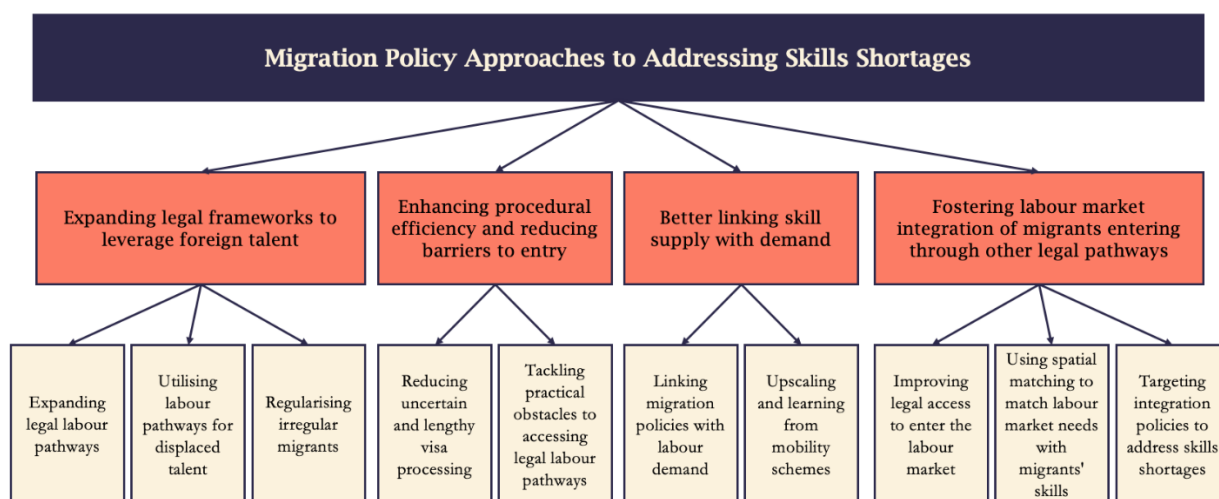 Migration Policy Approaches to Addressing Skills Shortages
Expanding legal frameworks to
leverage foreign talent
Enhancing procedural
efficiency and reducing
barriers to entry
Better linking skill
supply with demand
Fostering labour market
integration of migrants entering
through other legal pathways
Expanding
legal labour
pathways
Utilising
labour
pathways for
displaced
talent
Regularising
irregular
migrants
Reducing
uncertain and
lengthy visa
processing
Tackling
practical
obstacles to
accessing
legal labour
pathways
Linking
migration
policies with
labour
demand
Upscaling
and learning
from
mobility
schemes
Improving
legal access
to enter the
labour
market
Using spatial
matching to
match labour
market needs
with
migrants'
skills
Targeting
integration
policies to
address skills
shortages